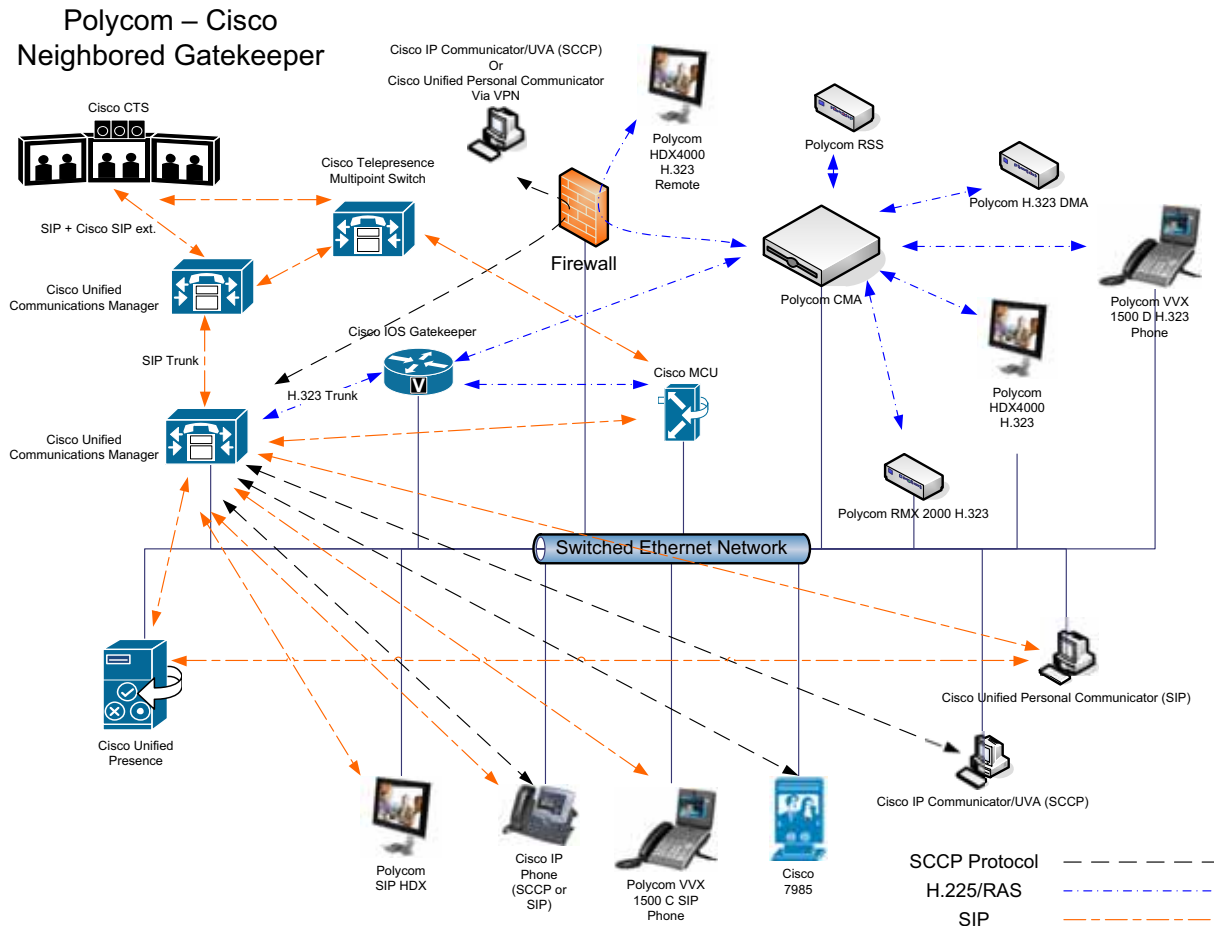 Polycom – Cisco
Neighbored Gatekeeper
Cisco IP Communicator/UVA (SCCP)
Or
Cisco Unified Personal Communicator
Via VPN
Cisco CTS
Polycom
HDX4000
H.323
Remote
Polycom RSS
Cisco Telepresence
Multipoint Switch
Polycom H.323 DMA
SIP + Cisco SIP ext.
Firewall
Cisco Unified
Communications Manager
Polycom CMA
Polycom VVX
1500 D H.323
Phone
Cisco IOS Gatekeeper
SIP Trunk
V
Cisco MCU
H.323 Trunk
Polycom
HDX4000
H.323
Cisco Unified
Communications Manager
Polycom RMX 2000 H.323
Switched Ethernet Network
Cisco Unified Personal Communicator (SIP)
Cisco Unified
Presence
Cisco IP Communicator/UVA (SCCP)
Polycom
SIP HDX
Cisco IP
Phone
(SCCP or
SIP)
Polycom VVX
1500 C SIP
Phone
Cisco
7985
SCCP Protocol
H.225/RAS
SIP